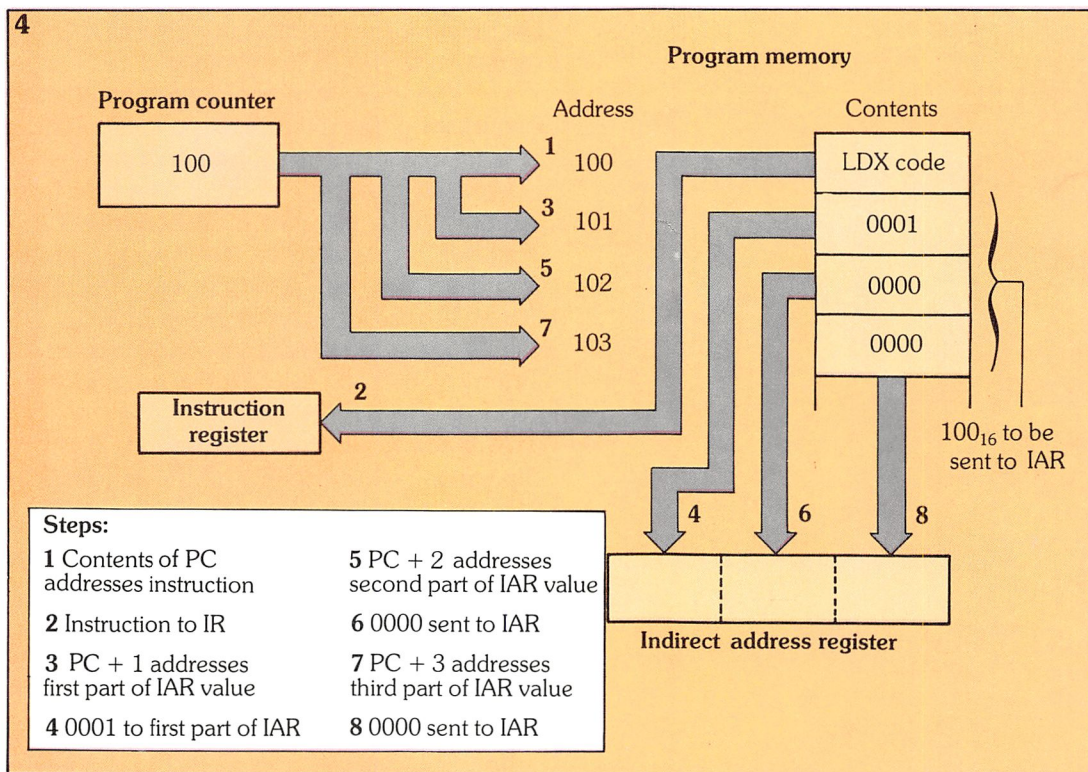 4
Program memory
Program counter
Address
Contents
100
1
100
LDX code
3
101
0001
5
102
0000
7
103
0000
2
Instruction
register
100₁₆ to be
sent to IAR
4
6
8
Indirect address register
Steps:
1 Contents of PC
addresses instruction
2 Instruction to IR
3 PC + 1 addresses
first part of IAR value
4 0001 to first part of IAR
5 PC + 2 addresses
second part of IAR value
6 0000 sent to IAR
7 PC + 3 addresses
third part of IAR value
8 0000 sent to IAR